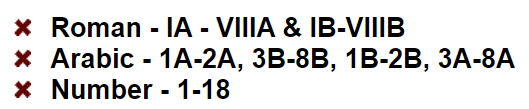 Roman - IA - VIIIA & IB-VIIIB
Arabic - 1A-2A, 3B-8B, 1B-2B, 3A-8A
Number - 1-18